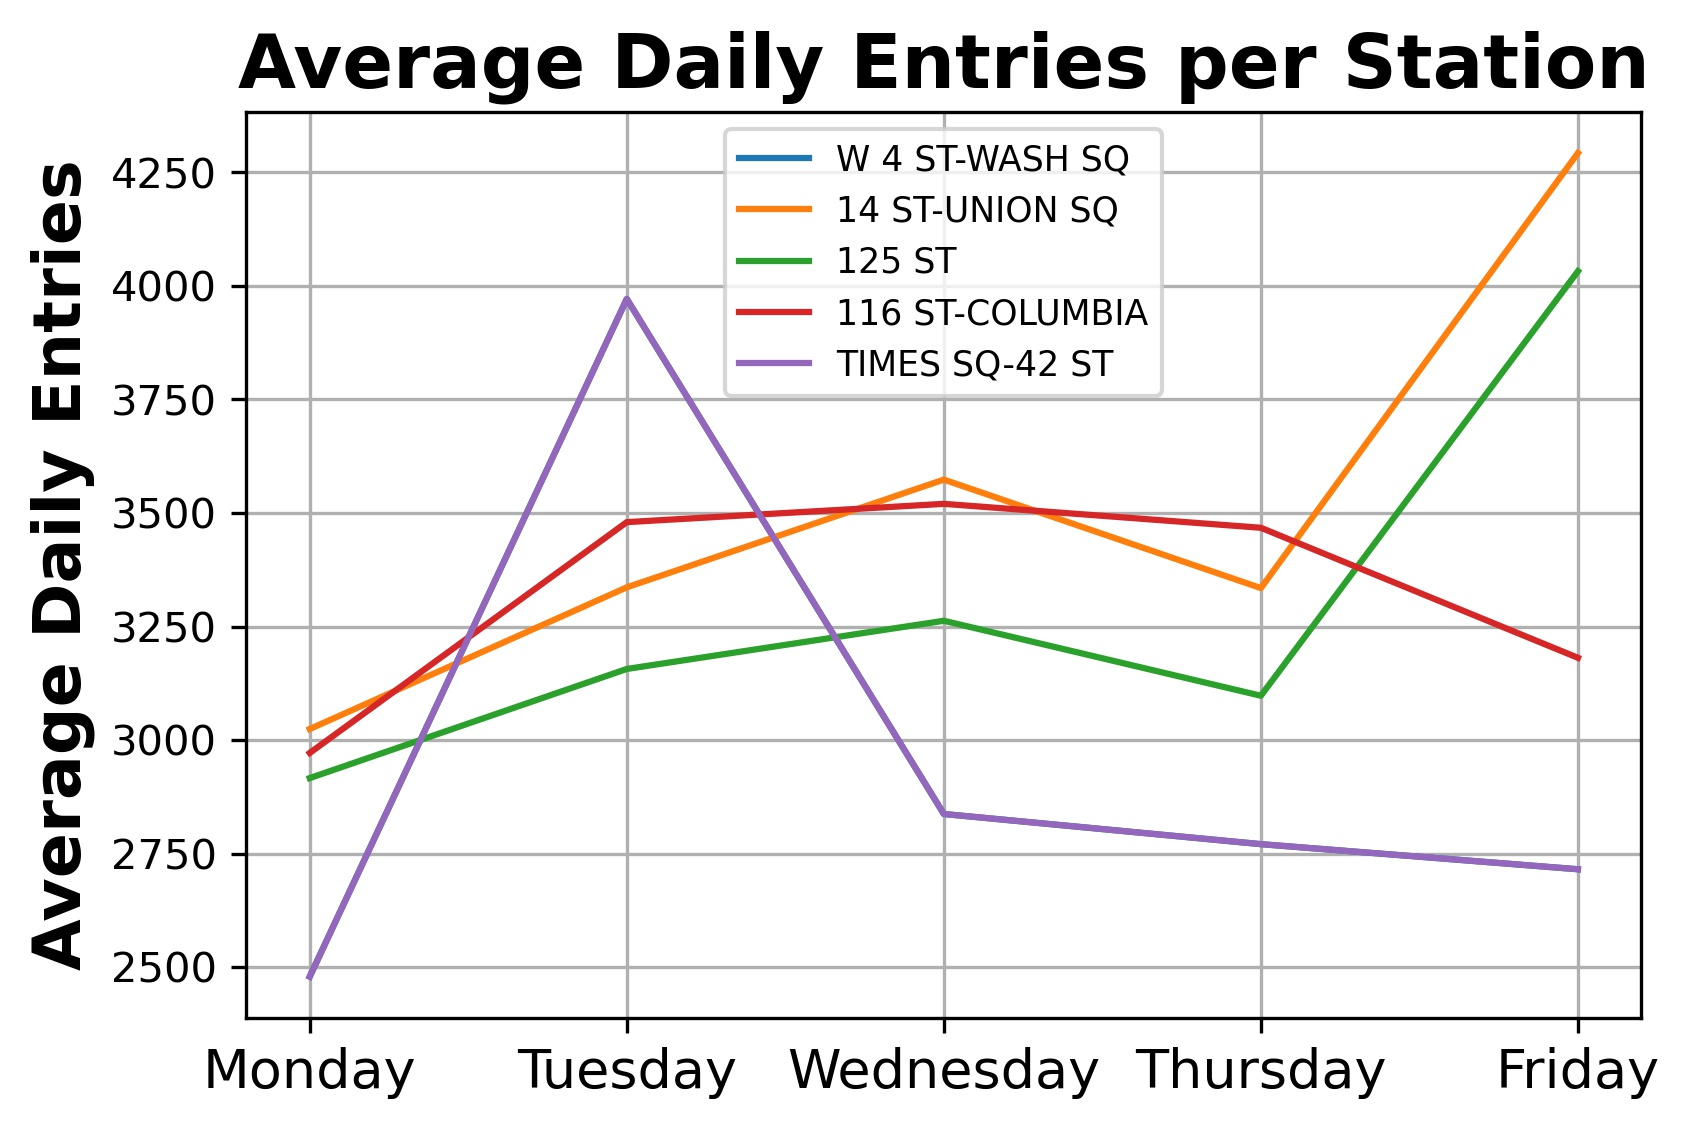 Average Daily Entries per Station
Average Daily Entries
4250
4000
3750
3500
3250
3000
2750
2500
W 4 ST-WASH SQ
14 ST-UNION SQ
125 ST
116 ST-COLUMBIA
TIMES SQ-42 ST
Monday Tuesday Wednesday Thursday Friday